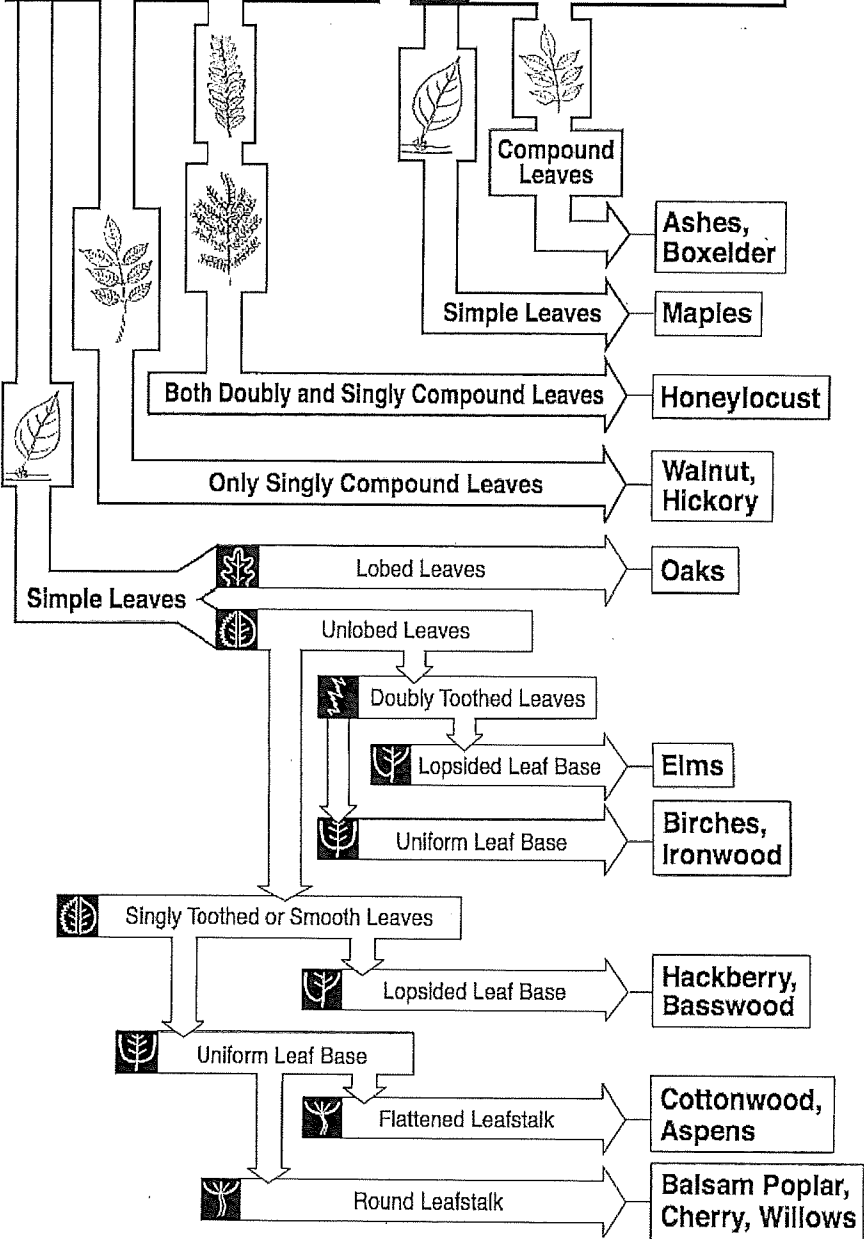 Compound
Leaves
Ashes,
Boxelder
Simple Leaves
Maples
Both Doubly and Singly Compound Leaves
Honeylocust
Only Singly Compound Leaves
Walnut,
Hickory
Lobed Leaves
Oaks
Simple Leaves
Unlobed Leaves
Doubly Toothed Leaves
Lopsided Leaf Base
Elms
Uniform Leaf Base
Birches,
Ironwood
Singly Toothed or Smooth Leaves
Lopsided Leaf Base
Hackberry,
Basswood
Uniform Leaf Base
Flattened Leafstalk
Cottonwood,
Aspens
Round Leafstalk
Balsam Poplar,
Cherry, Willows